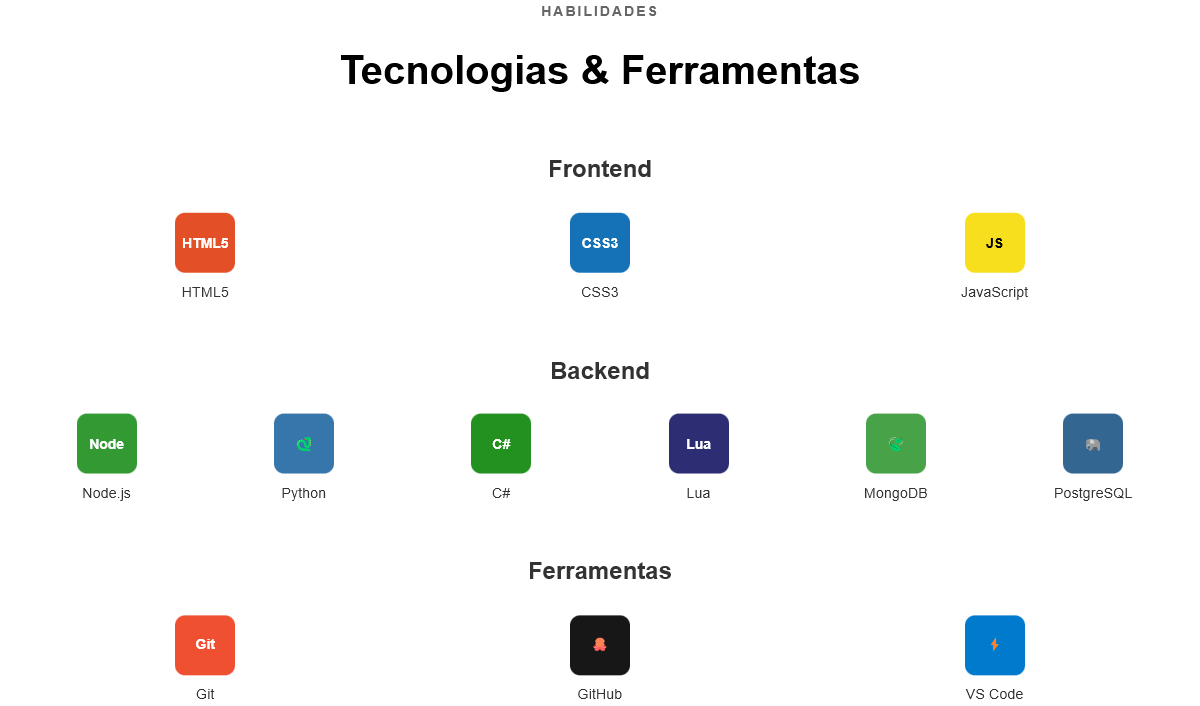 HABILIDADES
Tecnologias & Ferramentas
Frontend
HTML5 CSS3 JS
HTML5 CSS3 JavaScript
Backend
Node C# Lua
Node.js Python C# Lua MongoDB PostgreSQL
Ferramentas
Git
Git GitHub VS Code